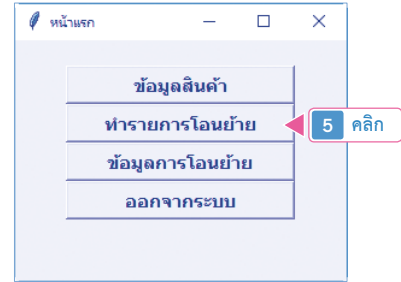 หน้าแรก
ข้อมูลสินค้า
ทำรายการโอนย้าย
5 คลิก
ข้อมูลการโอนย้าย
ออกจากระบบ